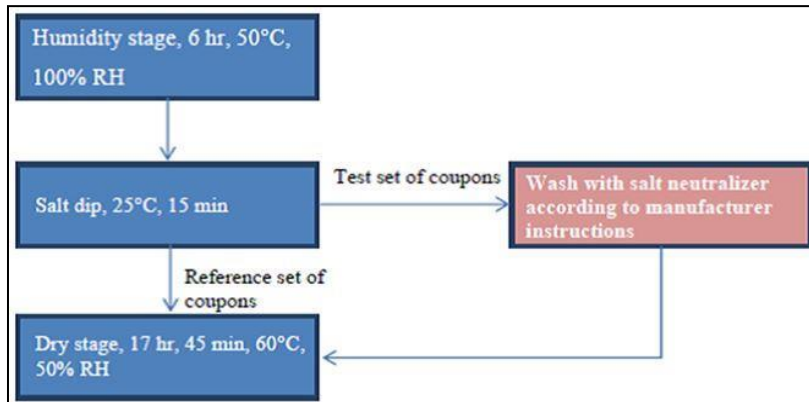 Humidity stage, 6 hr, 50°C,
100% RH
Salt dip, 25°C, 15 min
Test set of coupons
Wash with salt neutralizer
according to manufacturer
instructions
Reference set of
coupons
Dry stage, 17 hr, 45 min, 60°C,
50% RH